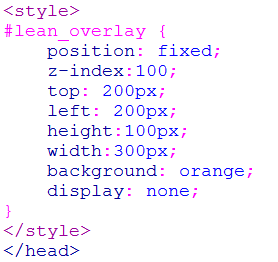 <style>
#lean_overlay {
    position: fixed;
    z-index:100;
    top: 200px;
    left: 200px;
    height:100px;
    width:300px;
    background: orange;
    display: none;
}
</style>
</head>